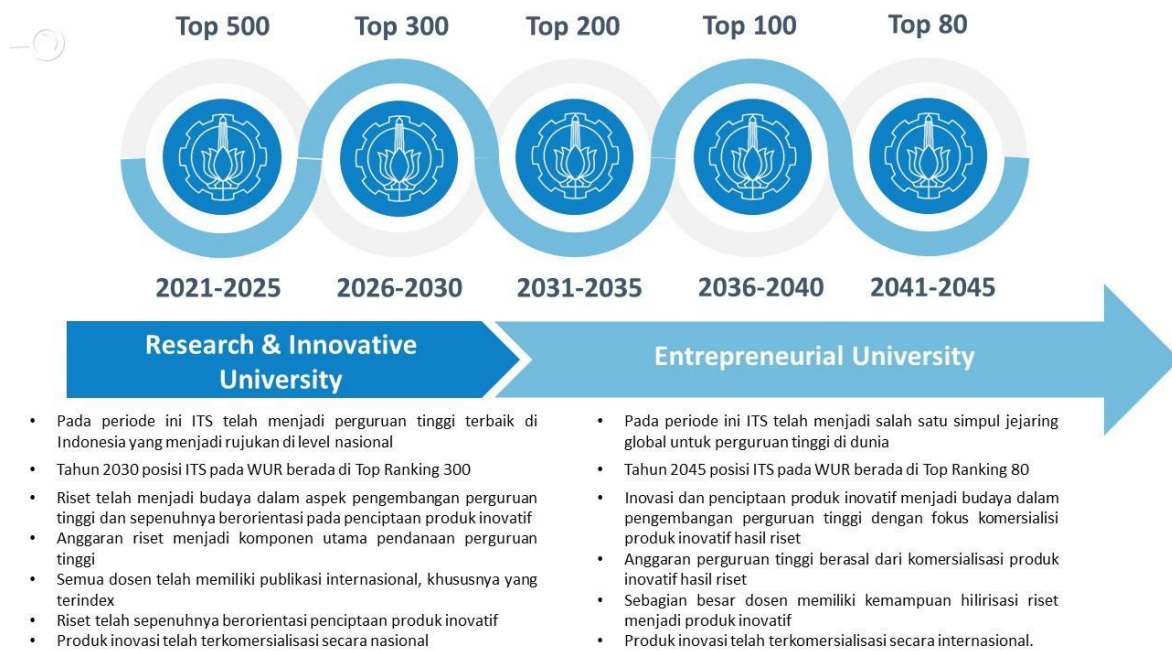 Top 500
Top 300
Top 200
Top 100
Top 80
2021-2025
2026-2030
2031-2035
2036-2040
2041-2045
Research & Innovative
University
Entrepreneurial University
• Pada periode ini ITS telah menjadi perguruan tinggi terbaik di
Indonesia yang menjadi rujukan di level nasional
• Tahun 2030 posisi ITS pada WUR berada di Top Ranking 300
• Riset telah menjadi budaya dalam aspek pengembangan perguruan
tinggi dan sepenuhnya berorientasi pada penciptaan produk inovatif
• Anggaran riset menjadi komponen utama pendanaan perguruan
tinggi
• Semua dosen telah memiliki publikasi internasional, khususnya yang
terindex
• Riset telah sepenuhnya berorientasi penciptaan produk inovatif
• Produk inovasi telah terkomersialisasi secara nasional
• Pada periode ini ITS telah menjadi salah satu simpul jejaring
global untuk perguruan tinggi di dunia
• Tahun 2045 posisi ITS pada WUR berada di Top Ranking 80
• Inovasi dan penciptaan produk inovatif menjadi budaya dalam
pengembangan perguruan tinggi dengan fokus komersialisi
produk inovatif hasil riset
• Anggaran perguruan tinggi berasal dari komersialisasi produk
inovatif hasil riset
• Sebagian besar dosen memiliki kemampuan hilirisasi riset
menjadi produk inovatif
• Produk inovasi telah terkomersialisasi secara internasional.